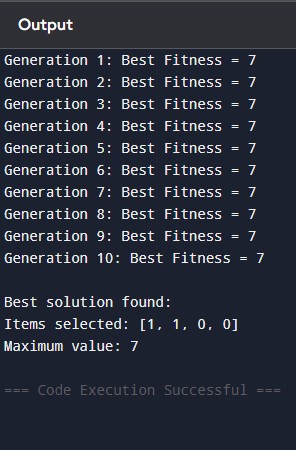 Output
Generation 1: Best Fitness = 7
Generation 2: Best Fitness = 7
Generation 3: Best Fitness = 7
Generation 4: Best Fitness = 7
Generation 5: Best Fitness = 7
Generation 6: Best Fitness = 7
Generation 7: Best Fitness = 7
Generation 8: Best Fitness = 7
Generation 9: Best Fitness = 7
Generation 10: Best Fitness = 7
Best solution found:
Items selected: [1, 1, 0, 0]
Maximum value: 7
=== Code Execution Successful ===